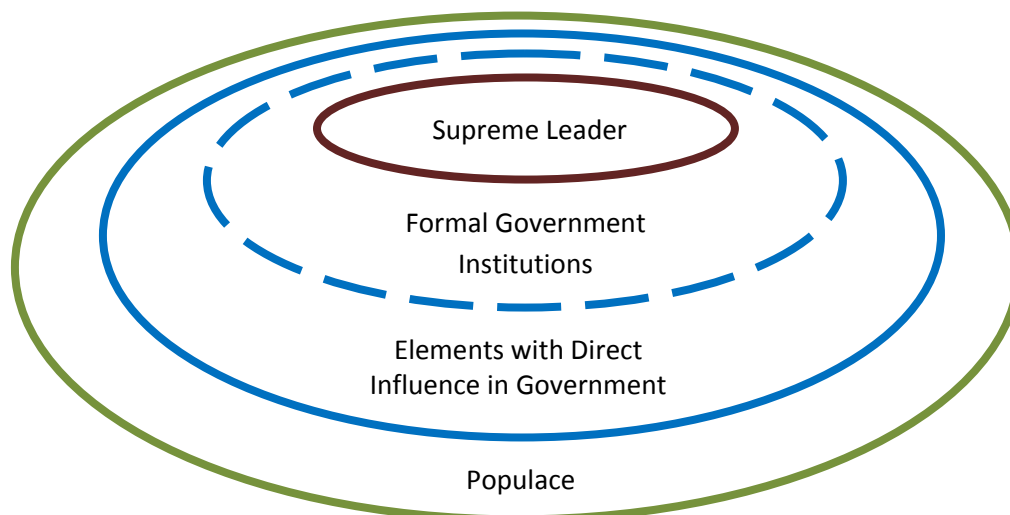 Supreme Leader
Formal Government
Institutions
Elements with Direct
Influence in Government
Populace